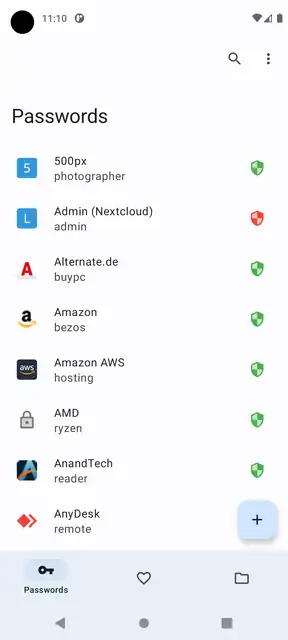 11:10
Passwords
5
500px
photographer
L
Admin (Nextcloud)
admin
A
Alternate.de
buypc
a
Amazon
bezos
aws
Amazon AWS
hosting
AMD
ryzen
AnandTech
reader
AnyDesk
remote
Passwords